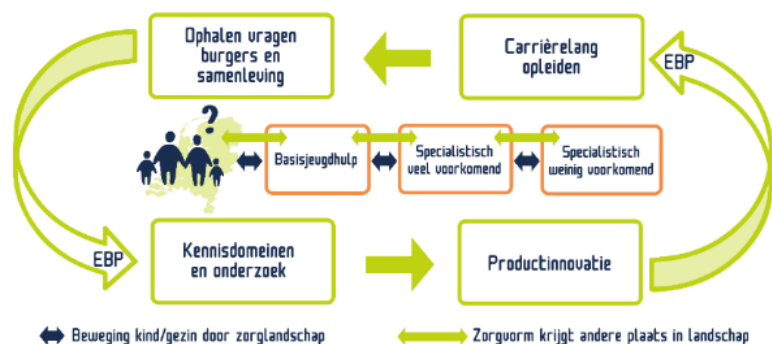 Ophalen vragen
burgers en
samenleving
Carrièrelang
opleiden
EBP
?
Basisjeugdhulp
Specialistisch
veel voorkomend
Specialistisch
weinig voorkomend
EBP
Kennisdomeinen
en onderzoek
Productinnovatie
Beweging kind/gezin door zorglandschap
Zorgvorm krijgt andere plaats in landschap